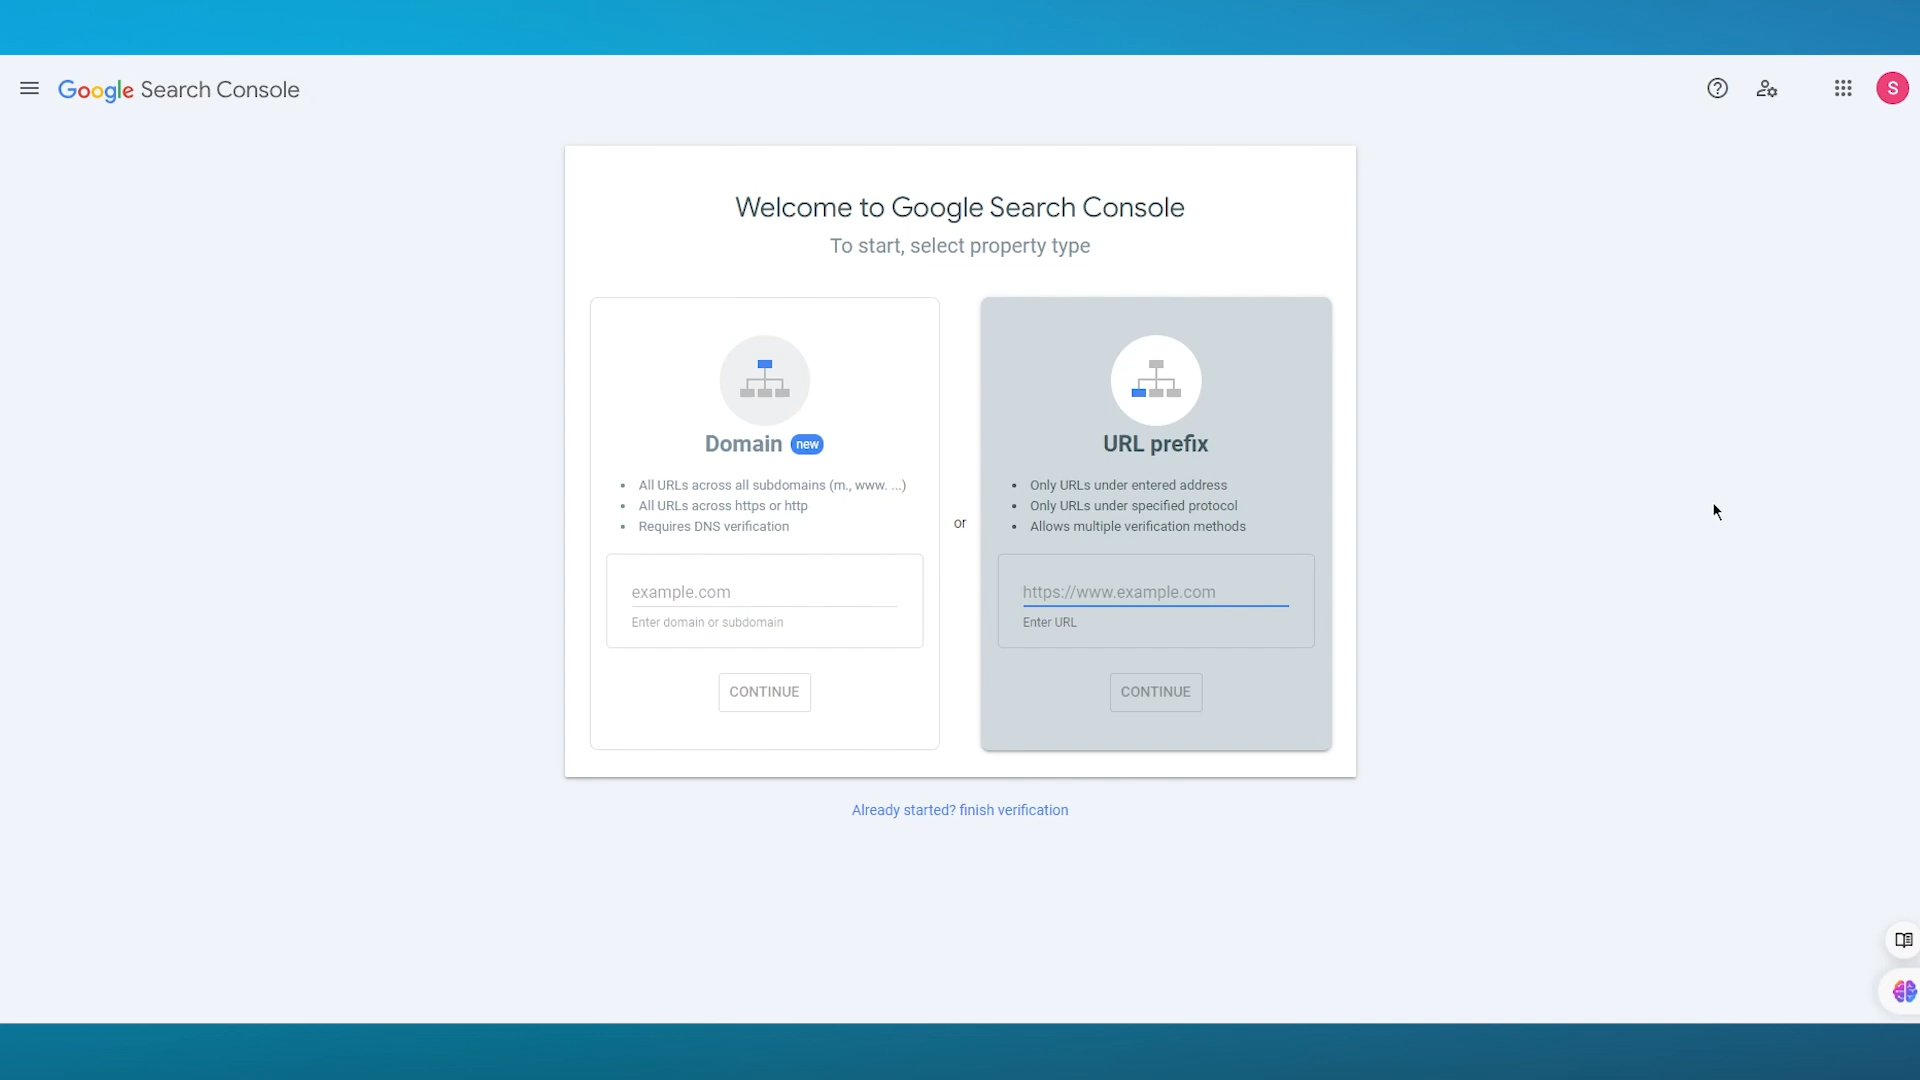 Google Search Console
S
Welcome to Google Search Console
To start, select property type
Domain new
All URLs across all subdomains (m., www. ...)
All URLs across https or http
Requires DNS verification
example.com
Enter domain or subdomain
CONTINUE
or
URL prefix
Only URLs under entered address
Only URLs under specified protocol
Allows multiple verification methods
https://www.example.com
Enter URL
CONTINUE
Already started? finish verification